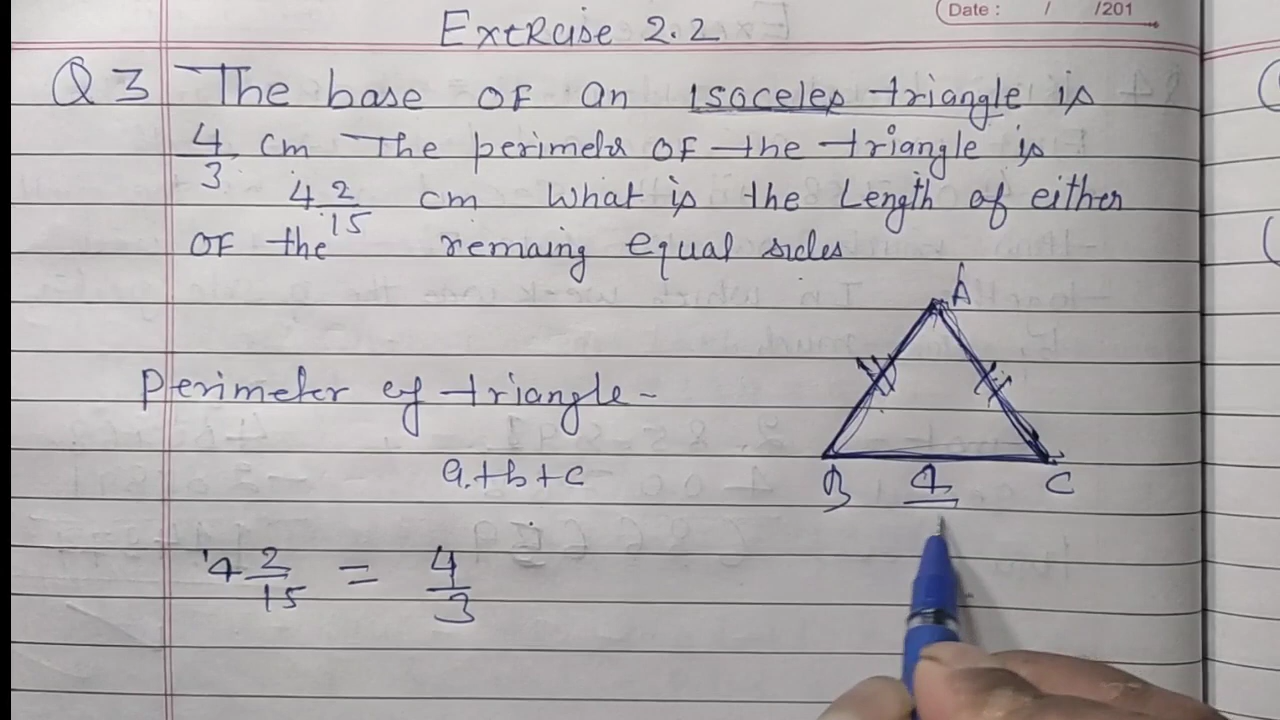 Exercise 2.2
Date : / /201
Q 3 The base OF an isoceles triangle is
4/3 cm The perimeter OF the triangle is
4 2/15 cm What is the Length of either
OF the remaing equal sides
A
Perimeter of triangle -
a+b+c
B 4 C
4 2/15 = 4/3